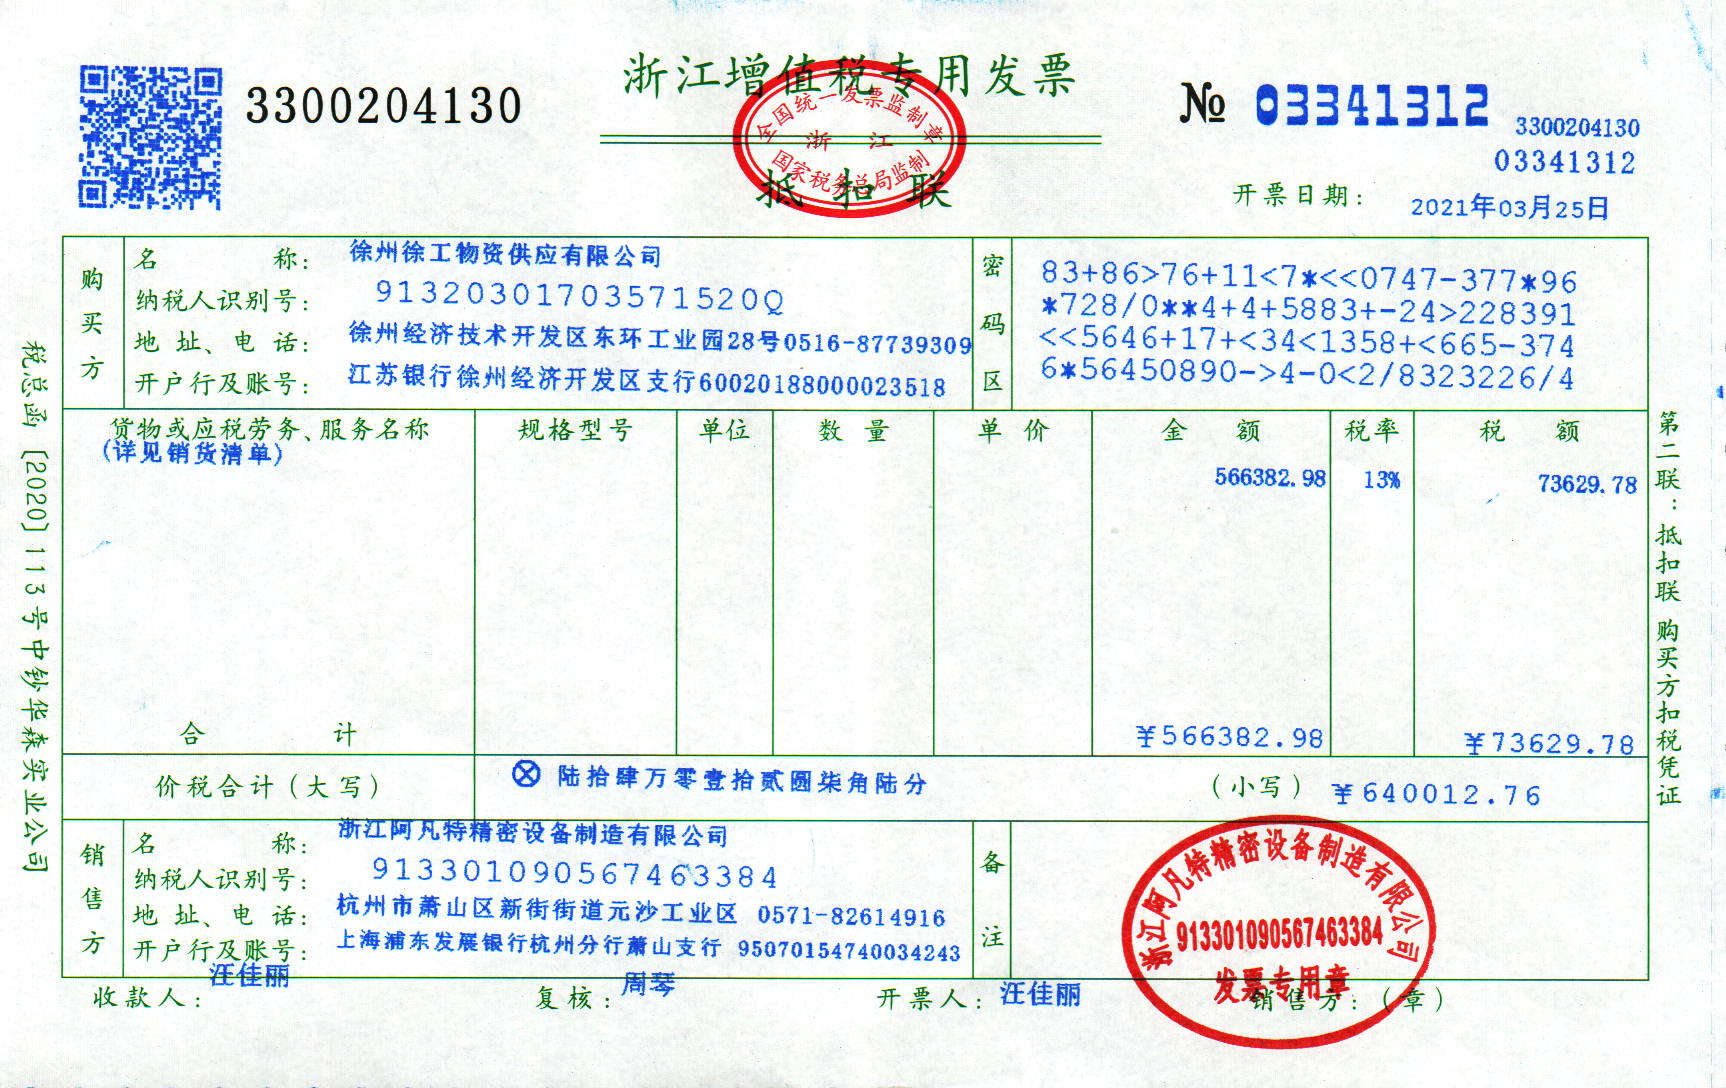 浙江增值税专用发票
3300204130
№ 03341312
3300204130
03341312
全国统一发票监制章
浙江
国家税务总局监制
抵扣联
开票日期： 2021年03月25日
购买方
名称： 徐州徐工物资供应有限公司
纳税人识别号： 91320301703571520Q
地址、电话： 徐州经济技术开发区东环工业园28号0516-87739309
开户行及账号： 江苏银行徐州经济开发区支行60020188000023518
密码区
83+86>76+11<7*<<0747-377*96
*728/0**4+4+5883+-24>228391
<<5646+17+<34<1358+<665-374
6*56450890->4-0<2/8323226/4
货物或应税劳务、服务名称 规格型号 单位 数量 单价 金额 税率 税额
(详见销货清单) 566382.98 13% 73629.78
合计 ¥566382.98 ¥73629.78
价税合计（大写） ⊗ 陆拾肆万零壹拾贰圆柒角陆分 （小写） ¥640012.76
销售方
名称： 浙江阿凡特精密设备制造有限公司
纳税人识别号： 913301090567463384
地址、电话： 杭州市萧山区新街街道元沙工业区 0571-82614916
开户行及账号： 上海浦东发展银行杭州分行萧山支行 95070154740034243
备注
浙江阿凡特精密设备制造有限公司
913301090567463384
发票专用章
收款人： 汪佳丽 复核： 周琴 开票人： 汪佳丽 销售方：（章）
税总函〔2020〕113号中钞华森实业公司
第二联：抵扣联 购买方扣税凭证